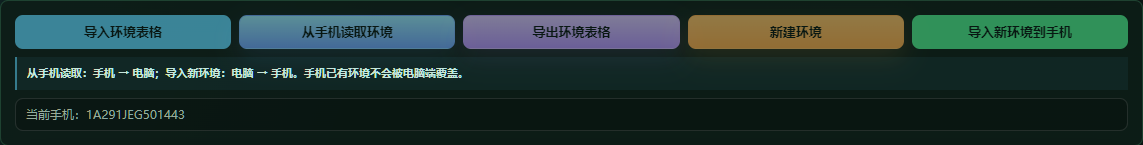 导入环境表格
从手机读取环境
导出环境表格
新建环境
导入新环境到手机
从手机读取：手机 → 电脑；导入新环境：电脑 → 手机。手机已有环境不会被电脑端覆盖。
当前手机：1A291JEG501443